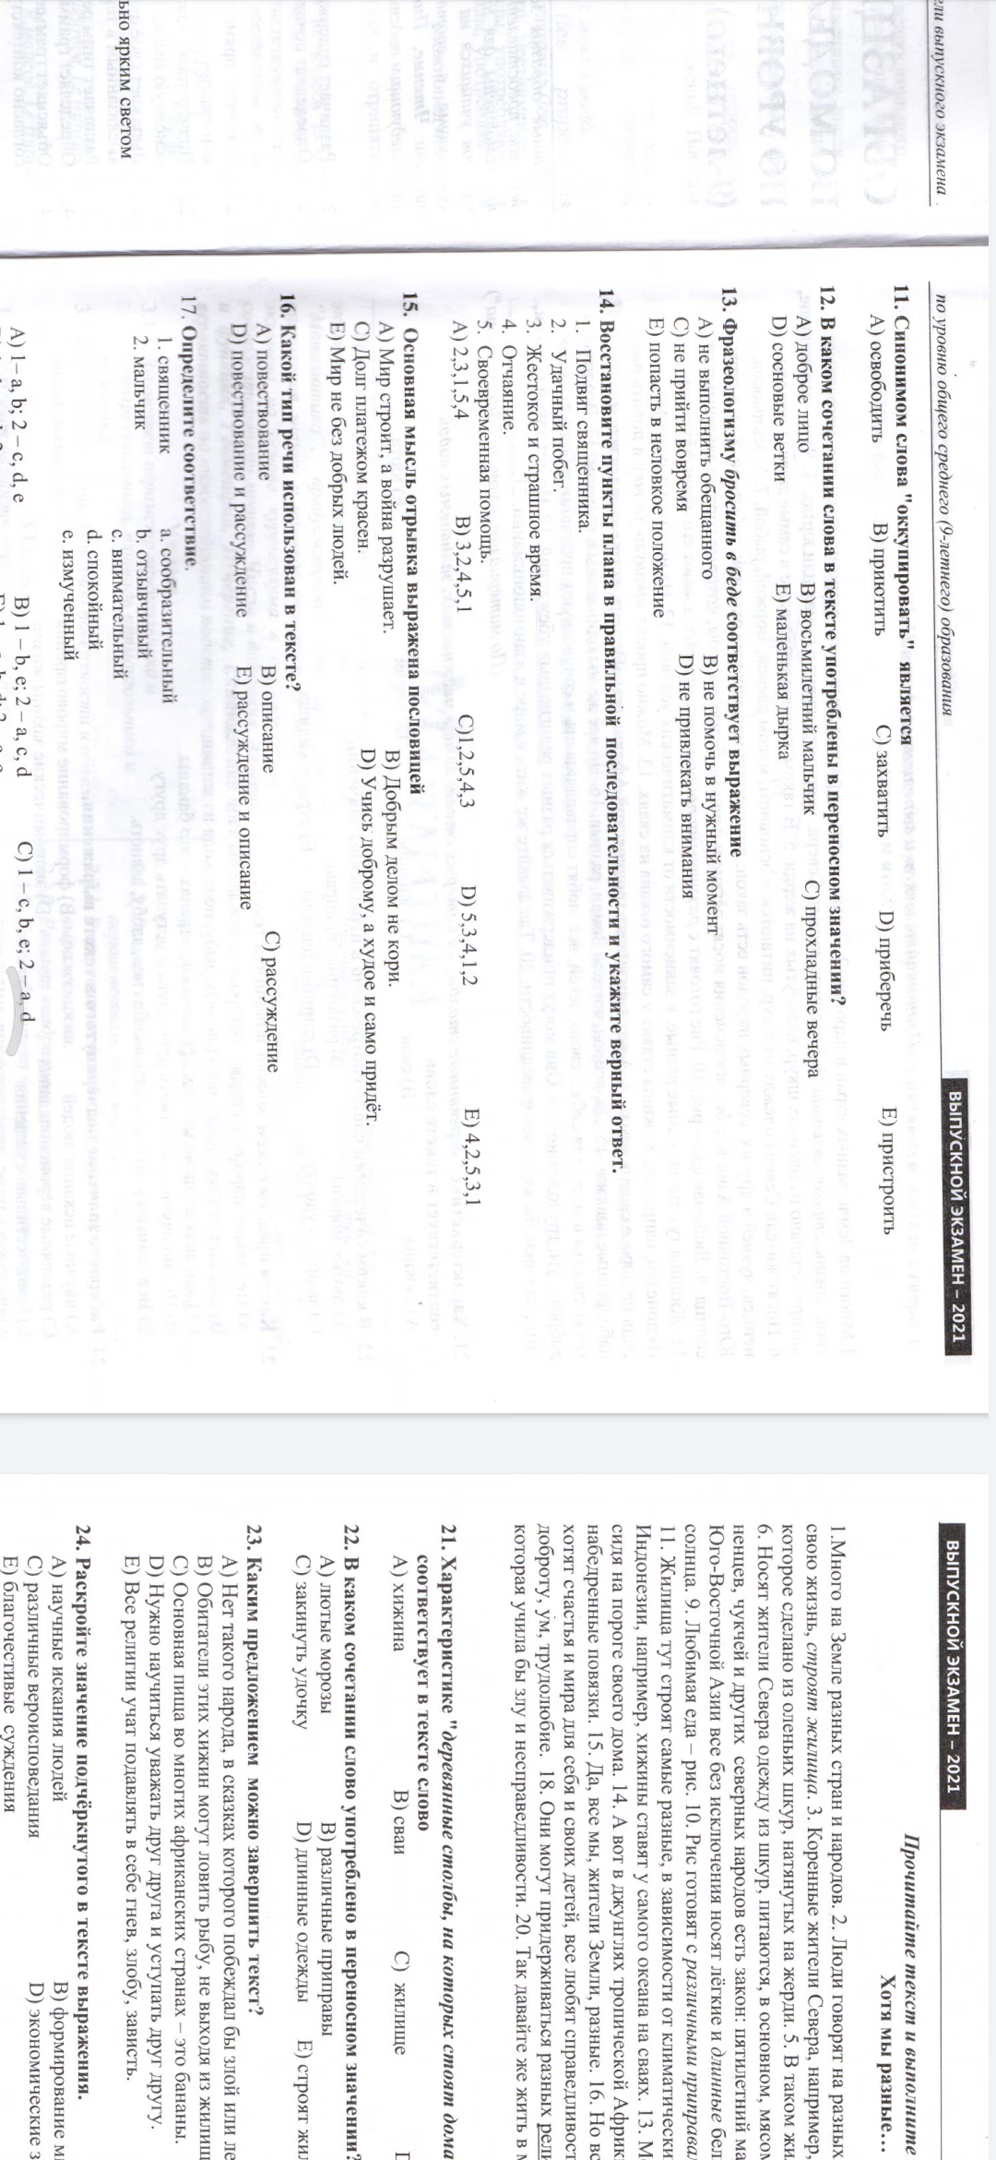 ели выпускного экзамена
ьно ярким светом
по уровню общего среднего (9-летнего) образования
ВЫПУСКНОЙ ЭКЗАМЕН – 2021
11. Синонимом слова "оккупировать" является
A) освободить B) приютить C) захватить D) приберечь E) пристроить
12. В каком сочетании слова в тексте употреблены в переносном значении?
A) доброе лицо B) восьмилетний мальчик C) прохладные вечера
D) сосновые ветки E) маленькая дырка
13. Фразеологизму бросить в беде соответствует выражение
A) не выполнить обещанного B) не помочь в нужный момент
C) не прийти вовремя D) не привлекать внимания
E) попасть в неловкое положение
14. Восстановите пункты плана в правильной последовательности и укажите верный ответ.
1. Подвиг священника.
2. Удачный побег.
3. Жестокое и страшное время.
4. Отчаяние.
5. Своевременная помощь.
A) 2,3,1,5,4 B) 3,2,4,5,1 C)1,2,5,4,3 D) 5,3,4,1,2 E) 4,2,5,3,1
15. Основная мысль отрывка выражена пословицей
A) Мир строит, а война разрушает. B) Добрым делом не кори.
C) Долг платежом красен. D) Учись доброму, а худое и само придёт.
E) Мир не без добрых людей.
16. Какой тип речи использован в тексте?
A) повествование B) описание C) рассуждение
D) повествование и рассуждение E) рассуждение и описание
17. Определите соответствие.
1. священник a. сообразительный
2. мальчик b. отзывчивый
c. внимательный
d. спокойный
e. измученный
A) 1– a, b; 2 – c, d, e B) 1 – b, e; 2 – a, c, d C) 1 – c, b, e; 2 – a, d
ВЫПУСКНОЙ ЭКЗАМЕН – 2021
Прочитайте текст и выполните
Хотя мы разные…
1.Много на Земле разных стран и народов. 2. Люди говорят на разных
свою жизнь, строят жилища. 3. Коренные жители Севера, например,
которое сделано из оленьих шкур, натянутых на жерди. 5. В таком жи
6. Носят жители Севера одежду из шкур, питаются, в основном, мясом
ненцев, чукчей и других северных народов есть закон: пятилетний ма
Юго-Восточной Азии все без исключения носят лёгкие и длинные бел
солнца. 9. Любимая еда – рис. 10. Рис готовят с различными приправа
11. Жилища тут строят самые разные, в зависимости от климатически
Индонезии, например, хижины ставят у самого океана на сваях. 13. М
сидя на пороге своего дома. 14. А вот в джунглях тропической Африк
набедренные повязки. 15. Да, все мы, жители Земли, разные. 16. Но вс
хотят счастья и мира для себя и своих детей, все любят справедливост
доброту, ум, трудолюбие. 18. Они могут придерживаться разных рели
которая учила бы злу и несправедливости. 20. Так давайте же жить в м
21. Характеристике "деревянные столбы, на которых стоят дома
соответствует в тексте слово
A) хижина B) сваи C) жилище
22. В каком сочетании слово употреблено в переносном значении?
A) лютые морозы B) различные приправы
C) закинуть удочку D) длинные одежды E) строят жил
23. Каким предложением можно завершить текст?
A) Нет такого народа, в сказках которого побеждал бы злой или ле
B) Обитатели этих хижин могут ловить рыбу, не выходя из жилищ
C) Основная пища во многих африканских странах – это бананы.
D) Нужно научиться уважать друг друга и уступать друг другу.
E) Все религии учат подавлять в себе гнев, злобу, зависть.
24. Раскройте значение подчёркнутого в тексте выражения.
A) научные искания людей B) формирование м
C) различные вероисповедания D) экономические з
E) благочестивые суждения